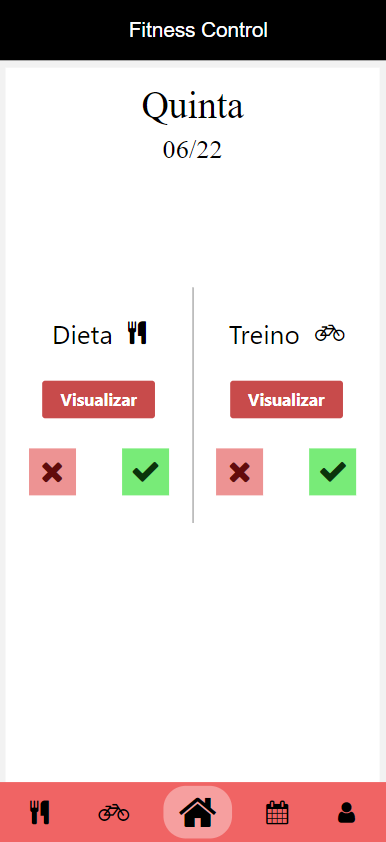 Fitness Control
Quinta
06/22
Dieta
Treino
Visualizar
Visualizar